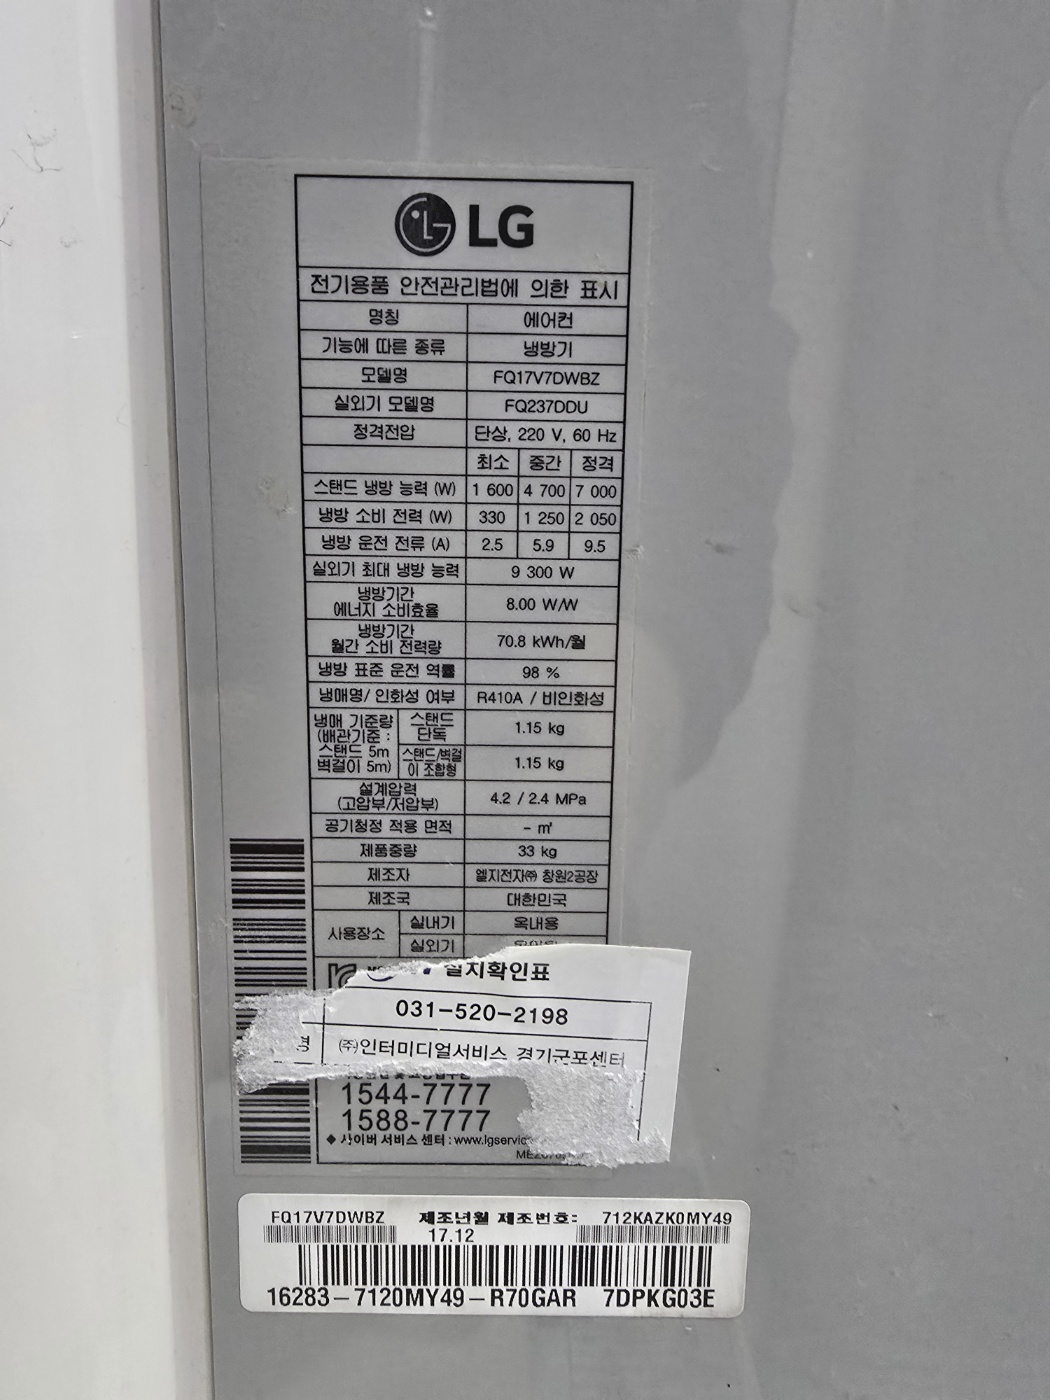 LG
전기용품 안전관리법에 의한 표시
명칭 에어컨
기능에 따른 종류 냉방기
모델명 FQ17V7DWBZ
실외기 모델명 FQ237DDU
정격전압 단상, 220 V, 60 Hz
최소 중간 정격
스탠드 냉방 능력 (W) 1 600 4 700 7 000
냉방 소비 전력 (W) 330 1 250 2 050
냉방 운전 전류 (A) 2.5 5.9 9.5
실외기 최대 냉방 능력 9 300 W
냉방기간
에너지 소비효율 8.00 W/W
냉방기간
월간 소비 전력량 70.8 kWh/월
냉방 표준 운전 역률 98 %
냉매명/ 인화성 여부 R410A / 비인화성
냉매 기준량
(배관기준 :
스탠드 5m
벽걸이 5m)
스탠드
단독 1.15 kg
스탠드/벽걸
이 조합형 1.15 kg
설계압력
(고압부/저압부) 4.2 / 2.4 MPa
공기청정 적용 면적 - ㎡
제품중량 33 kg
제조자 엘지전자㈜ 창원2공장
제조국 대한민국
사용장소 실내기 옥내용
실외기
설치확인표
031-520-2198
명 ㈜인터미디얼서비스 경기군포센터
1544-7777
1588-7777
◆ 사이버 서비스 센터 : www.lgservic
FQ17V7DWBZ 제조년월 제조번호: 712KAZK0MY49
17.12
16283-7120MY49-R70GAR 7DPKG03E